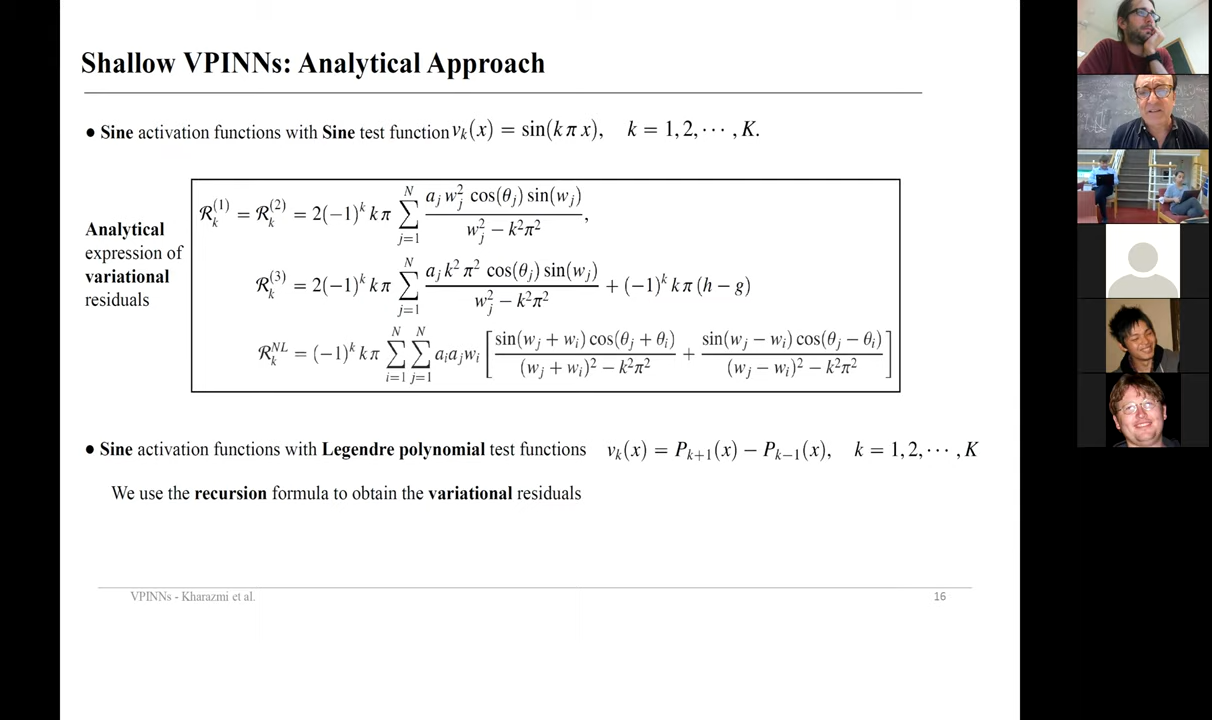 Shallow VPINNs: Analytical Approach
● Sine activation functions with Sine test function v_k(x) = sin(kπx), k = 1, 2, ⋯ , K.
Analytical
expression of
variational
residuals
ℛ_k^(1) = ℛ_k^(2) = 2(−1)^k kπ ∑_{j=1}^{N} \frac{a_j w_j^2 cos(θ_j) sin(w_j)}{w_j^2 − k^2π^2},
ℛ_k^(3) = 2(−1)^k kπ ∑_{j=1}^{N} \frac{a_j k^2 π^2 cos(θ_j) sin(w_j)}{w_j^2 − k^2π^2} + (−1)^k kπ(h − g)
ℛ_k^{NL} = (−1)^k kπ ∑_{i=1}^{N} ∑_{j=1}^{N} a_i a_j w_i [ \frac{sin(w_j + w_i) cos(θ_j + θ_i)}{(w_j + w_i)^2 − k^2π^2} + \frac{sin(w_j − w_i) cos(θ_j − θ_i)}{(w_j − w_i)^2 − k^2π^2} ]
● Sine activation functions with Legendre polynomial test functions v_k(x) = P_{k+1}(x) − P_{k−1}(x), k = 1, 2, ⋯ , K
We use the recursion formula to obtain the variational residuals
VPINNs - Kharazmi et al.
16